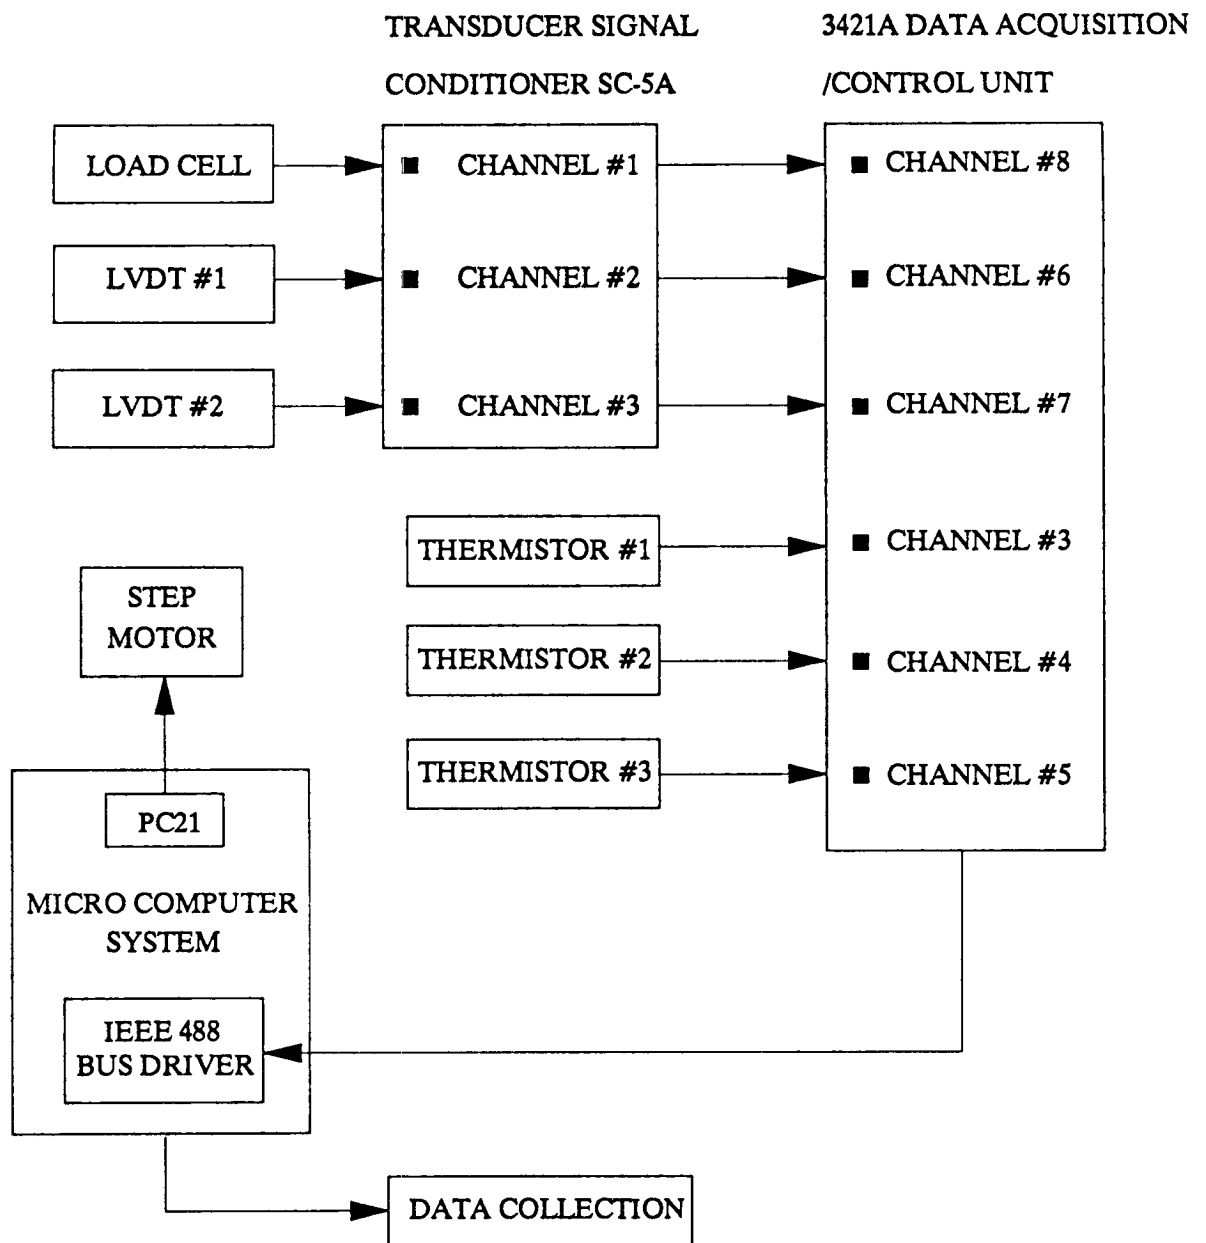 TRANSDUCER SIGNAL
CONDITIONER SC-5A
3421A DATA ACQUISITION
/CONTROL UNIT
LOAD CELL
CHANNEL #1
CHANNEL #8
LVDT #1
CHANNEL #2
CHANNEL #6
LVDT #2
CHANNEL #3
CHANNEL #7
THERMISTOR #1
CHANNEL #3
STEP
MOTOR
THERMISTOR #2
CHANNEL #4
THERMISTOR #3
CHANNEL #5
PC21
MICRO COMPUTER
SYSTEM
IEEE 488
BUS DRIVER
DATA COLLECTION